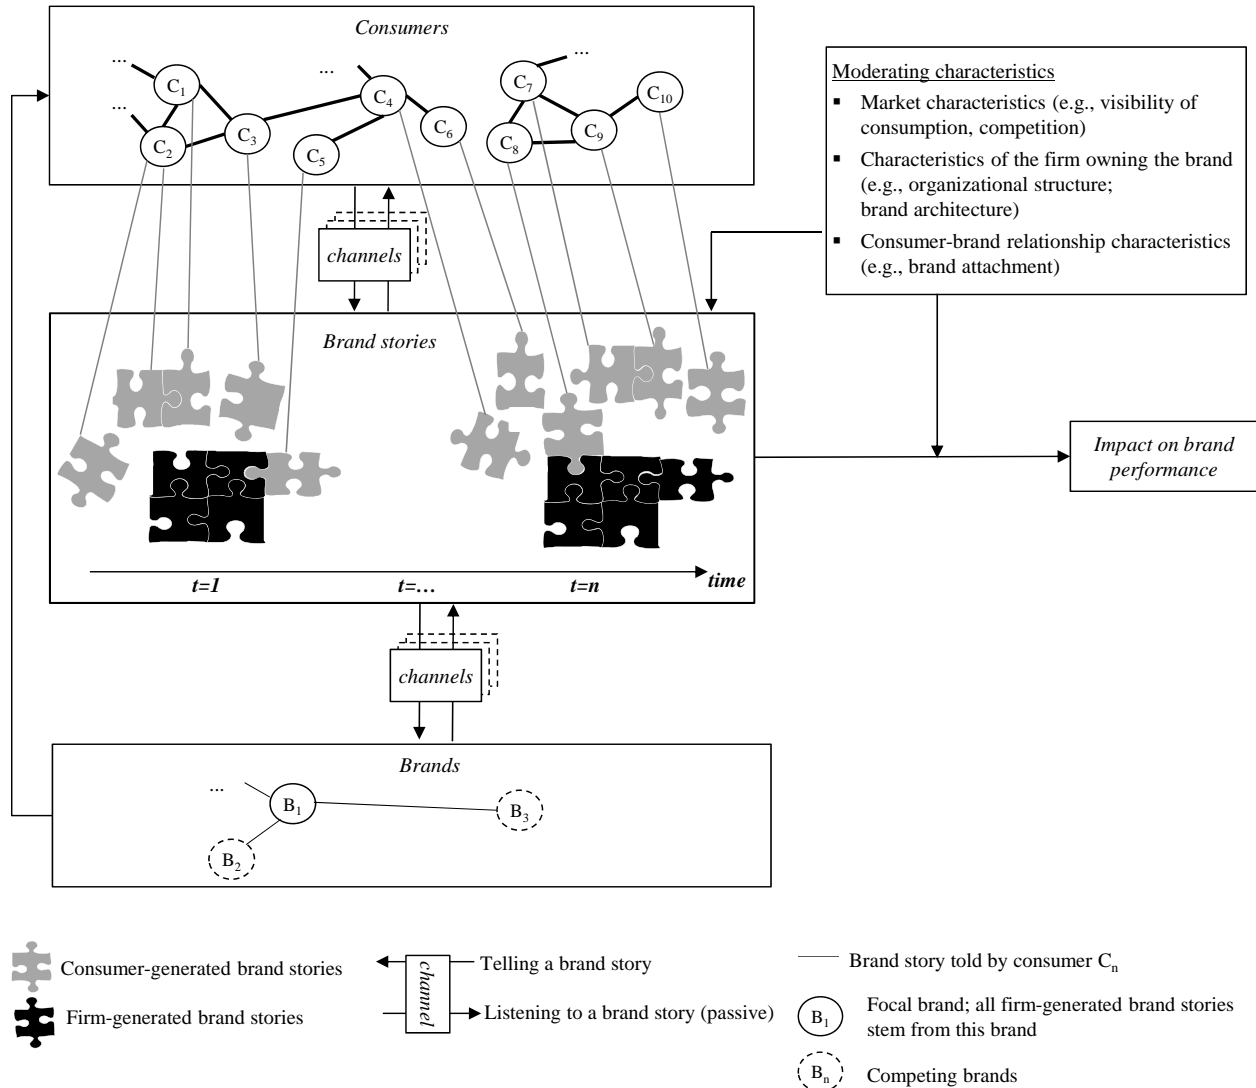 Consumers
...
...
...
...
C1
C2
C3
C4
C5
C6
C7
C8
C9
C10
Moderating characteristics
▪ Market characteristics (e.g., visibility of
consumption, competition)
▪ Characteristics of the firm owning the brand
(e.g., organizational structure;
brand architecture)
▪ Consumer-brand relationship characteristics
(e.g., brand attachment)
channels
Brand stories
Impact on brand
performance
t=1
t=...
t=n
time
channels
Brands
...
B1
B2
B3
Consumer-generated brand stories
Firm-generated brand stories
channel
Telling a brand story
Listening to a brand story (passive)
Brand story told by consumer Cn
B1
Focal brand; all firm-generated brand stories
stem from this brand
Bn
Competing brands